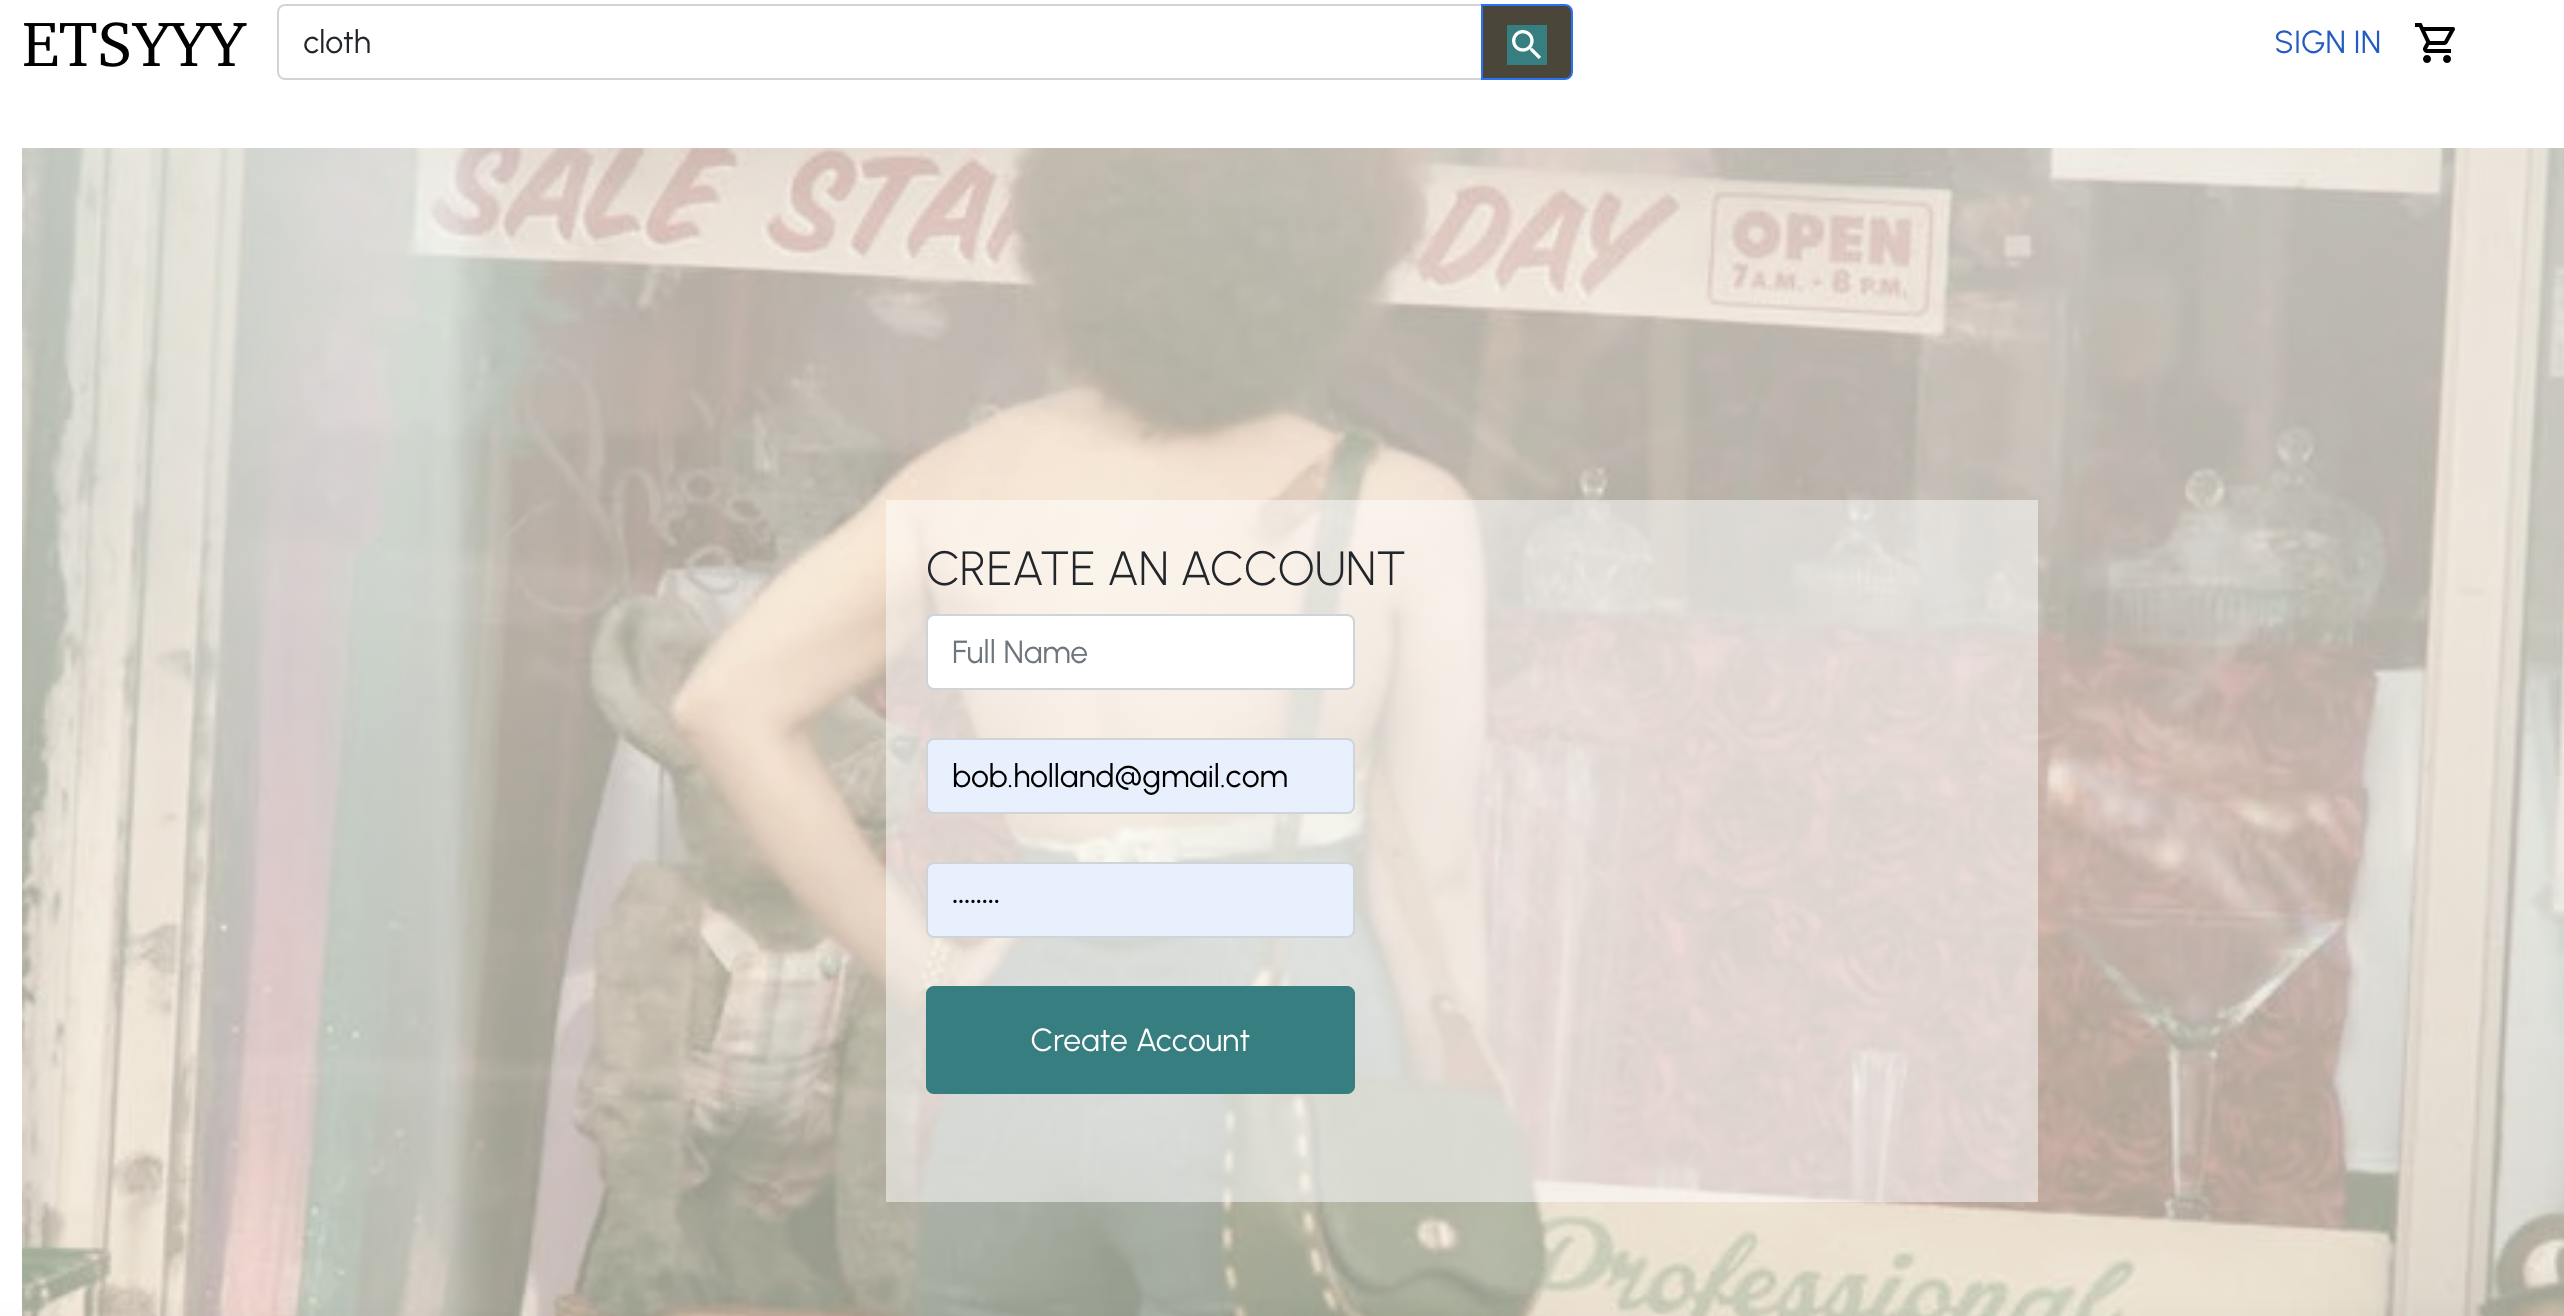 ETSYYY
cloth
SIGN IN
SALE STAR DAY
OPEN
7 A.M. - 8 P.M.
CREATE AN ACCOUNT
Full Name
bob.holland@gmail.com
........
Create Account
Professional